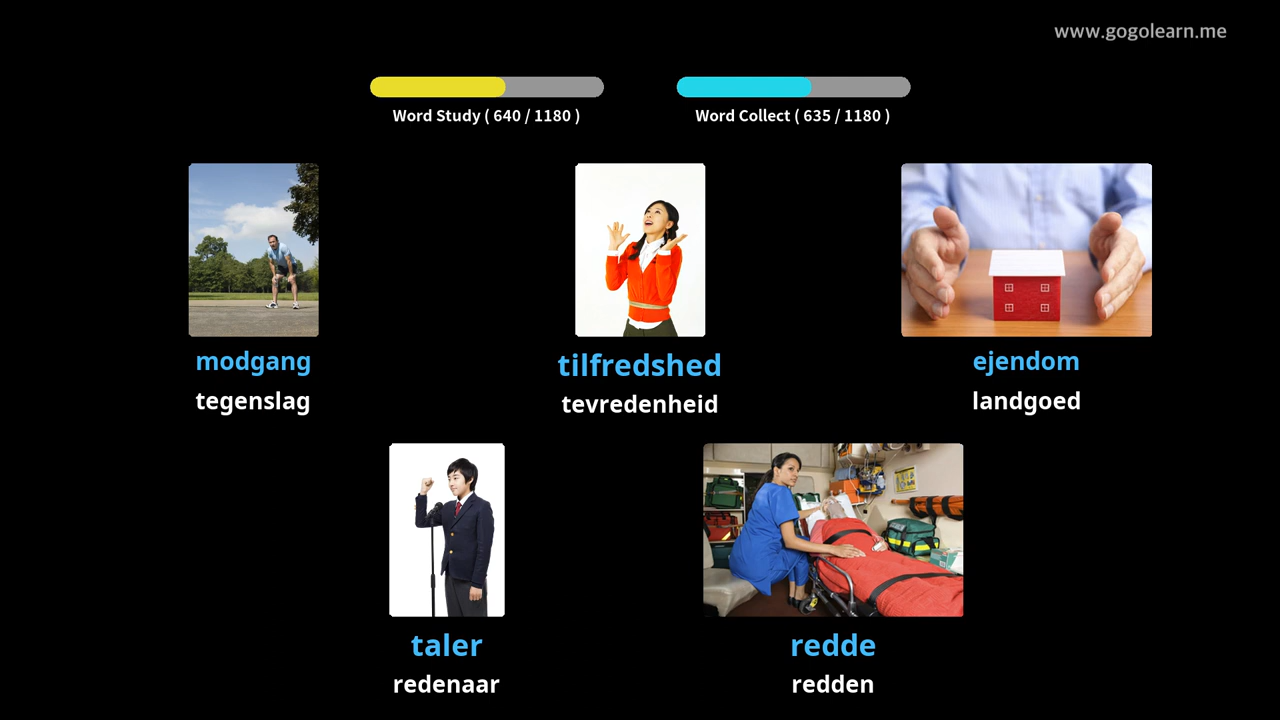 www.gogolearn.me
Word Study ( 640 / 1180 )
Word Collect ( 635 / 1180 )
modgang
tegenslag
tilfredshed
tevredenheid
ejendom
landgoed
taler
redenaar
redde
redden